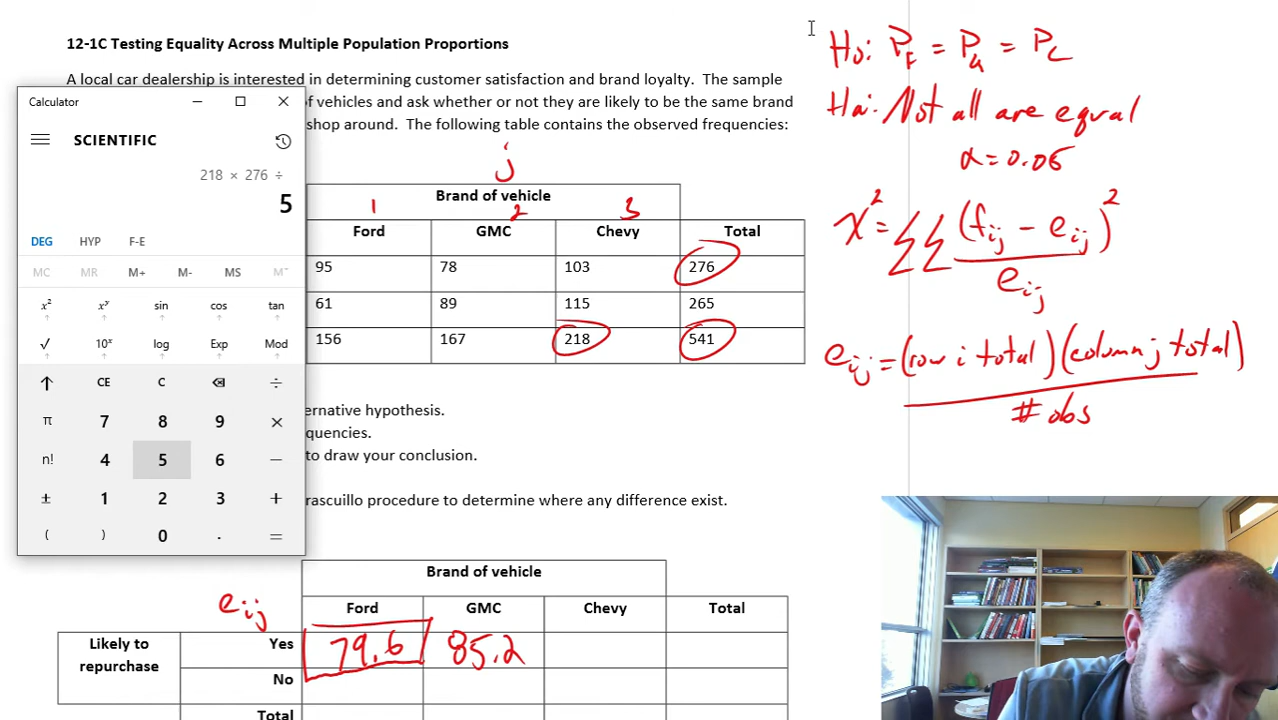 12-1C Testing Equality Across Multiple Population Proportions
A local car dealership is interested in determining customer satisfaction and brand loyalty. The sample
of vehicles and ask whether or not they are likely to be the same brand
shop around. The following table contains the observed frequencies:
j
Brand of vehicle
1 2 3
Ford GMC Chevy Total
95 78 103 276
61 89 115 265
156 167 218 541
ernative hypothesis.
quencies.
to draw your conclusion.
rascuillo procedure to determine where any difference exist.
eij
Brand of vehicle
Ford GMC Chevy Total
Likely to repurchase
Yes 79.6 85.2
No
Total
Calculator
SCIENTIFIC
218 × 276 ÷
5
DEG HYP F-E
MC MR M+ M- MS M˅
x² xʸ sin cos tan
√ 10ˣ log Exp Mod
↑ CE C ⌫ ÷
π 7 8 9 ×
n! 4 5 6 −
± 1 2 3 +
( ) 0 . =
Ho: PF = PG = PC
Ha: Not all are equal
α = 0.05
χ² = ΣΣ (fij - eij)²
eij
eij = (row i total)(column j total)
# obs